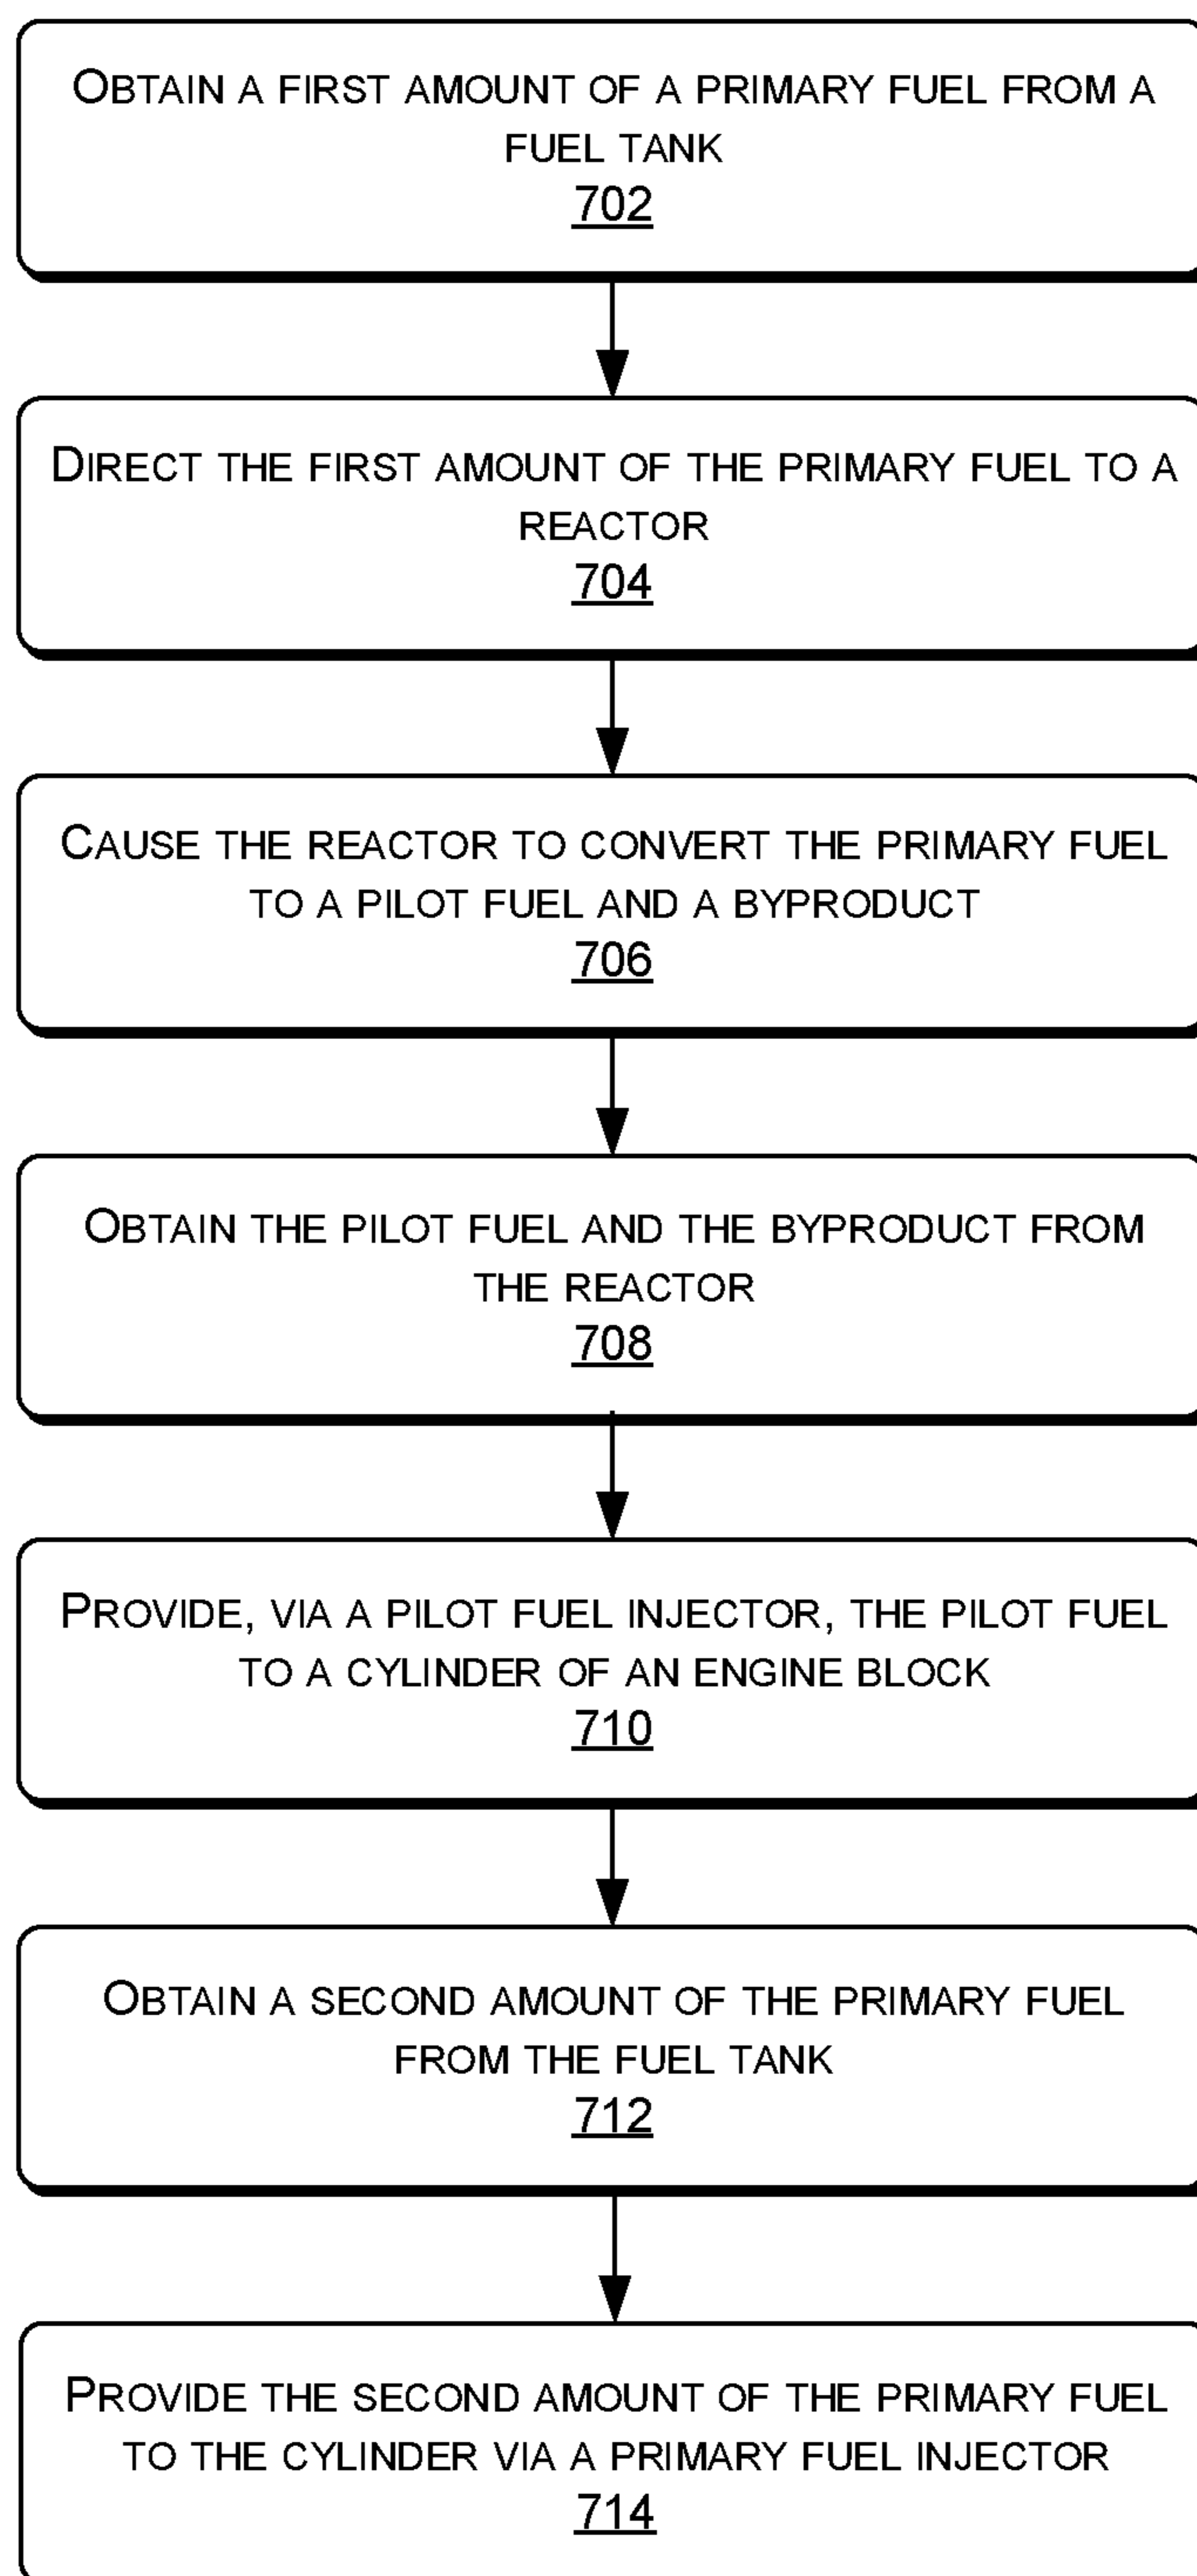 OBTAIN A FIRST AMOUNT OF A PRIMARY FUEL FROM A
FUEL TANK
702
DIRECT THE FIRST AMOUNT OF THE PRIMARY FUEL TO A
REACTOR
704
CAUSE THE REACTOR TO CONVERT THE PRIMARY FUEL
TO A PILOT FUEL AND A BYPRODUCT
706
OBTAIN THE PILOT FUEL AND THE BYPRODUCT FROM
THE REACTOR
708
PROVIDE, VIA A PILOT FUEL INJECTOR, THE PILOT FUEL
TO A CYLINDER OF AN ENGINE BLOCK
710
OBTAIN A SECOND AMOUNT OF THE PRIMARY FUEL
FROM THE FUEL TANK
712
PROVIDE THE SECOND AMOUNT OF THE PRIMARY FUEL
TO THE CYLINDER VIA A PRIMARY FUEL INJECTOR
714